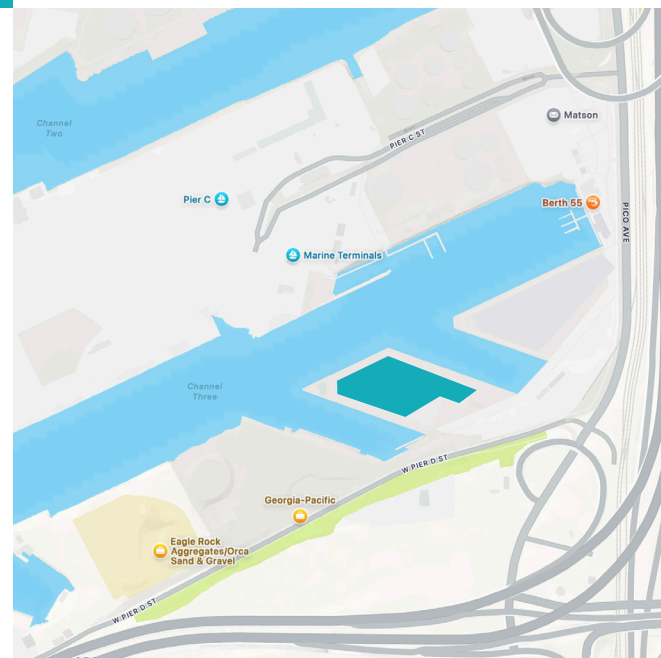 Channel
Two
PIER C ST
Matson
Pier C
Berth 55
PICO AVE
Marine Terminals
Channel
Three
W PIER D ST
Georgia-Pacific
Eagle Rock
Aggregates/Orca
Sand & Gravel
W PIER D ST